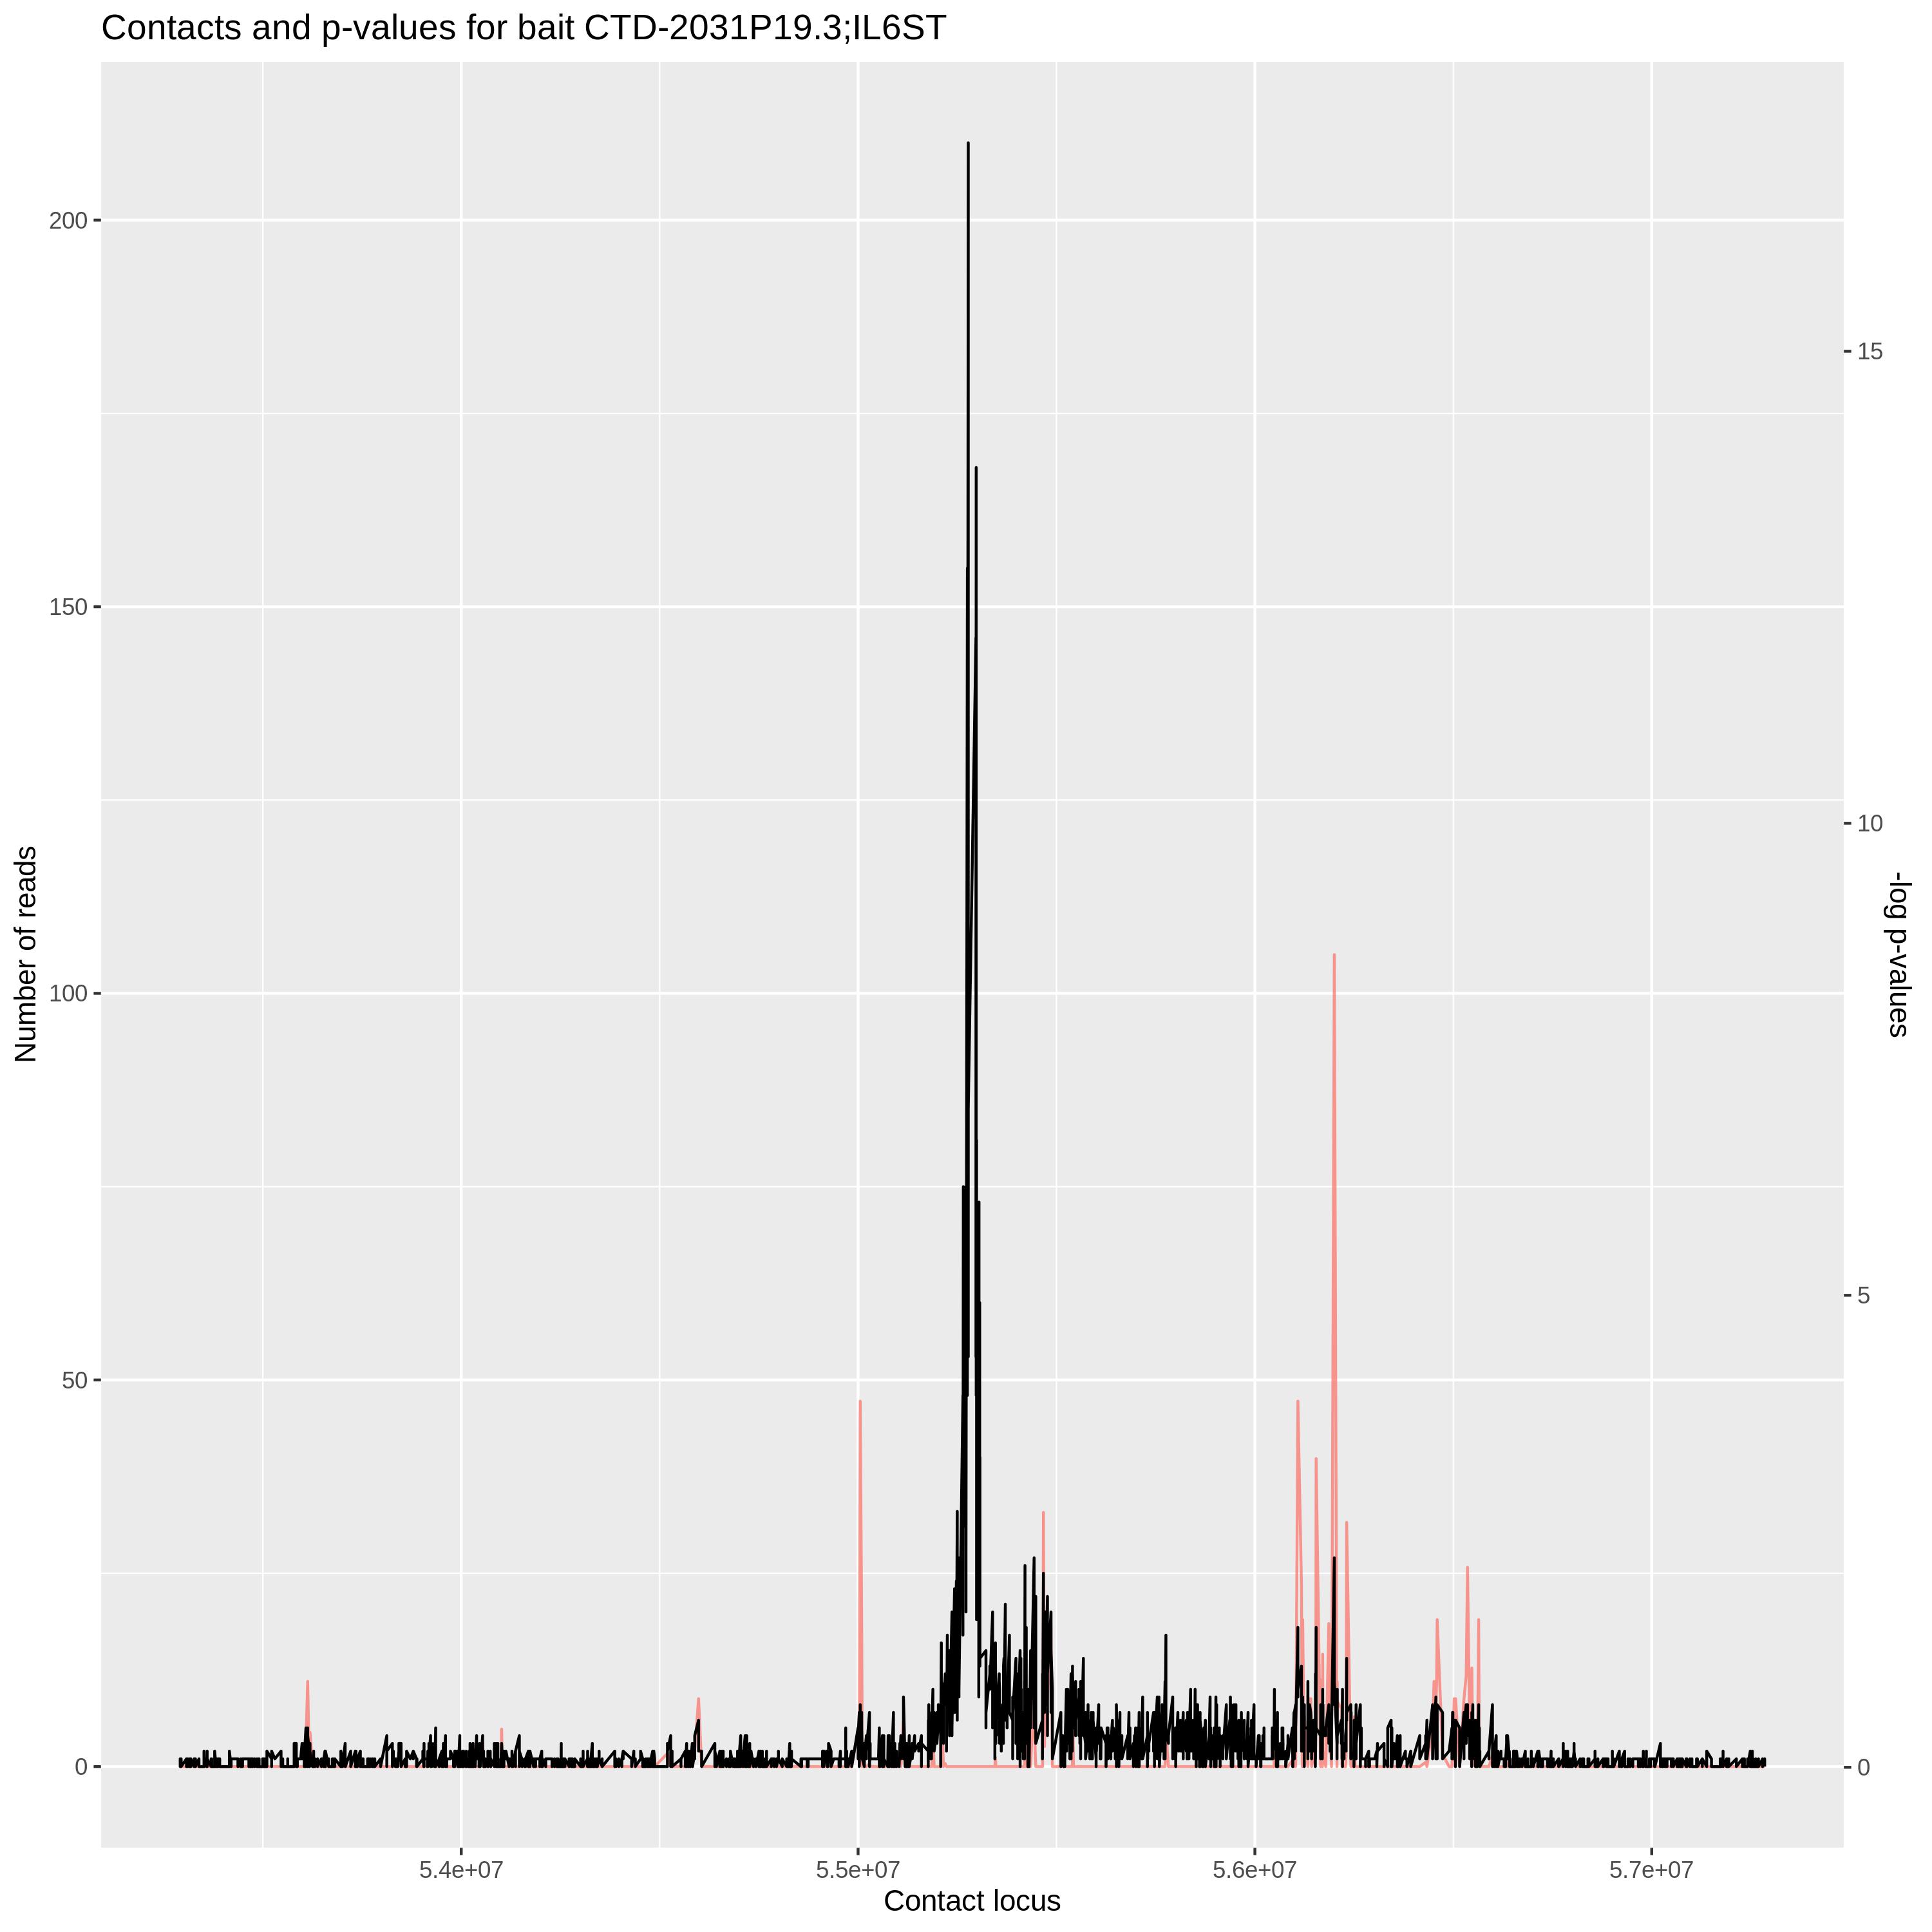 Contacts and p-values for bait CTD-2031P19.3;IL6ST
200
150
100
50
0
Number of reads
15
10
5
0
-log p-values
5.4e+07
5.5e+07
5.6e+07
5.7e+07
Contact locus